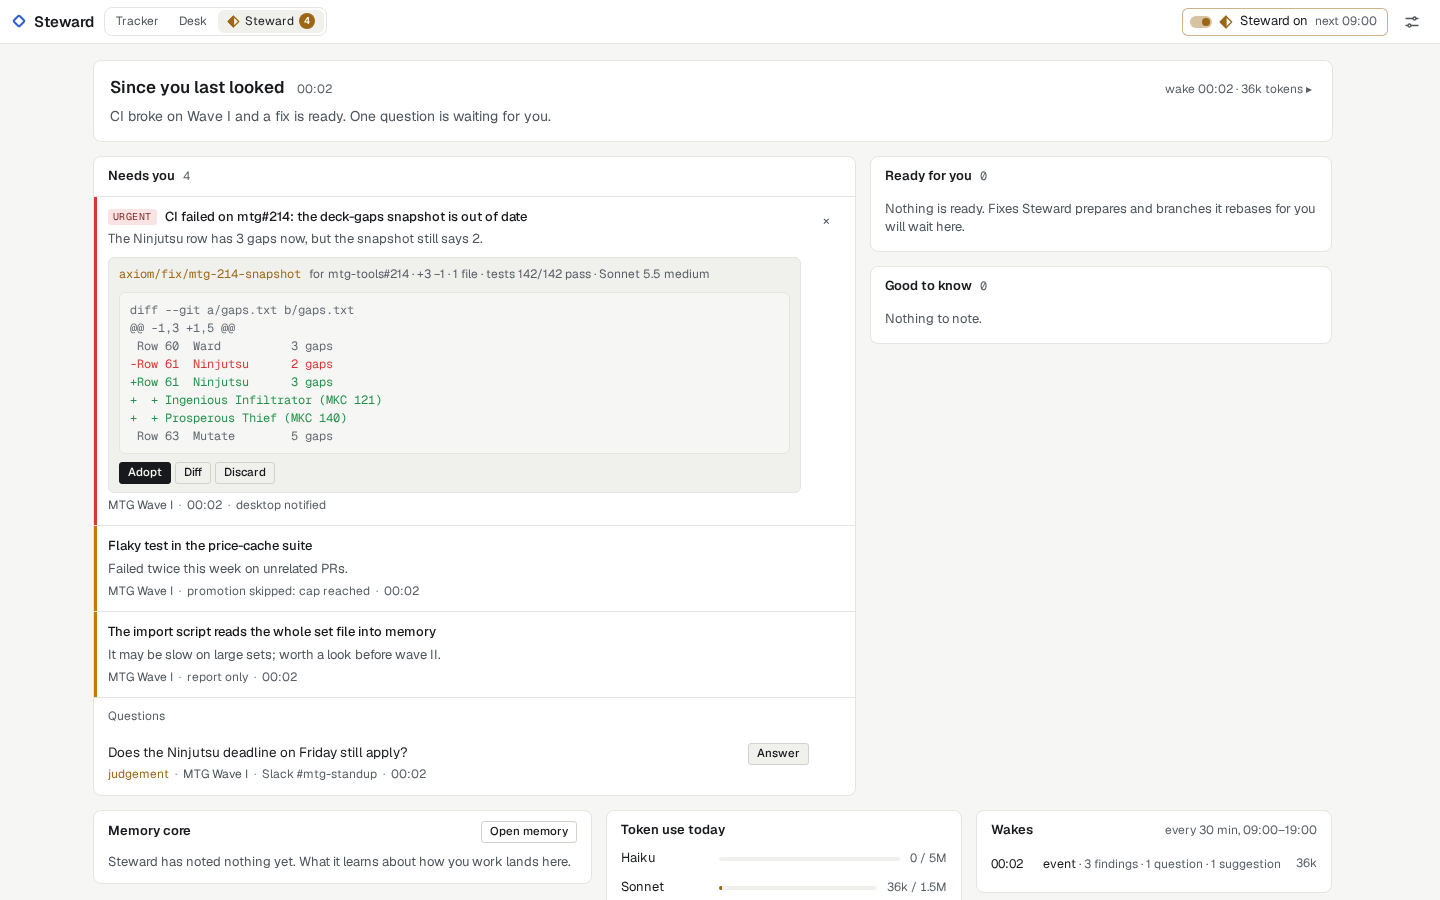 Steward
Tracker
Desk
Steward 4
Steward on next 09:00
Since you last looked 00:02
wake 00:02 · 36k tokens ▸
CI broke on Wave I and a fix is ready. One question is waiting for you.
Needs you 4
URGENT CI failed on mtg#214: the deck-gaps snapshot is out of date
×
The Ninjutsu row has 3 gaps now, but the snapshot still says 2.
axiom/fix/mtg-214-snapshot for mtg-tools#214 · +3 −1 · 1 file · tests 142/142 pass · Sonnet 5.5 medium
diff --git a/gaps.txt b/gaps.txt
@@ -1,3 +1,5 @@
Row 60 Ward 3 gaps
-Row 61 Ninjutsu 2 gaps
+Row 61 Ninjutsu 3 gaps
+ + Ingenious Infiltrator (MKC 121)
+ + Prosperous Thief (MKC 140)
Row 63 Mutate 5 gaps
Adopt
Diff
Discard
MTG Wave I · 00:02 · desktop notified
Flaky test in the price-cache suite
Failed twice this week on unrelated PRs.
MTG Wave I · promotion skipped: cap reached · 00:02
The import script reads the whole set file into memory
It may be slow on large sets; worth a look before wave II.
MTG Wave I · report only · 00:02
Questions
Does the Ninjutsu deadline on Friday still apply?
Answer
judgement · MTG Wave I · Slack #mtg-standup · 00:02
Ready for you 0
Nothing is ready. Fixes Steward prepares and branches it rebases for you
will wait here.
Good to know 0
Nothing to note.
Memory core
Open memory
Steward has noted nothing yet. What it learns about how you work lands here.
Token use today
Haiku 0 / 5M
Sonnet 36k / 1.5M
Wakes
every 30 min, 09:00–19:00
00:02 event · 3 findings · 1 question · 1 suggestion 36k